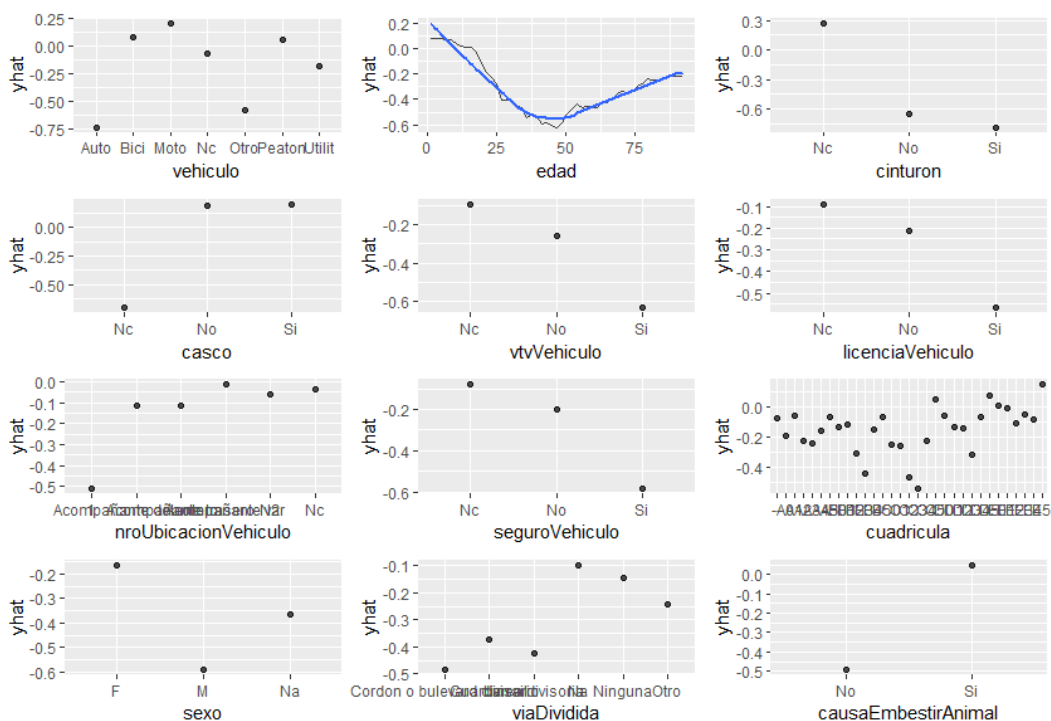 yhat
0.25
0.00
-0.25
-0.50
-0.75
Auto Bici Moto Nc Otro Peaton Utilit
vehiculo
yhat
0.2
0.0
-0.2
-0.4
-0.6
0 25 50 75
edad
yhat
0.3
0.0
-0.3
-0.6
Nc No Si
cinturon
yhat
0.00
-0.50
Nc No Si
casco
yhat
-0.2
-0.4
-0.6
Nc No Si
vtvVehiculo
yhat
-0.1
-0.2
-0.3
-0.4
-0.5
Nc No Si
licenciaVehiculo
yhat
0.0
-0.1
-0.2
-0.3
-0.4
-0.5
Nc
nroUbicacionVehiculo
yhat
-0.2
-0.4
-0.6
Nc No Si
seguroVehiculo
yhat
0.0
-0.2
-0.4
cuadricula
yhat
-0.2
-0.3
-0.4
-0.5
-0.6
F M Na
sexo
yhat
-0.1
-0.2
-0.3
-0.4
-0.5
Cordon o Ninguna Otro
viaDividida
yhat
0.0
-0.1
-0.2
-0.3
-0.4
-0.5
No Si
causaEmbestirAnimal